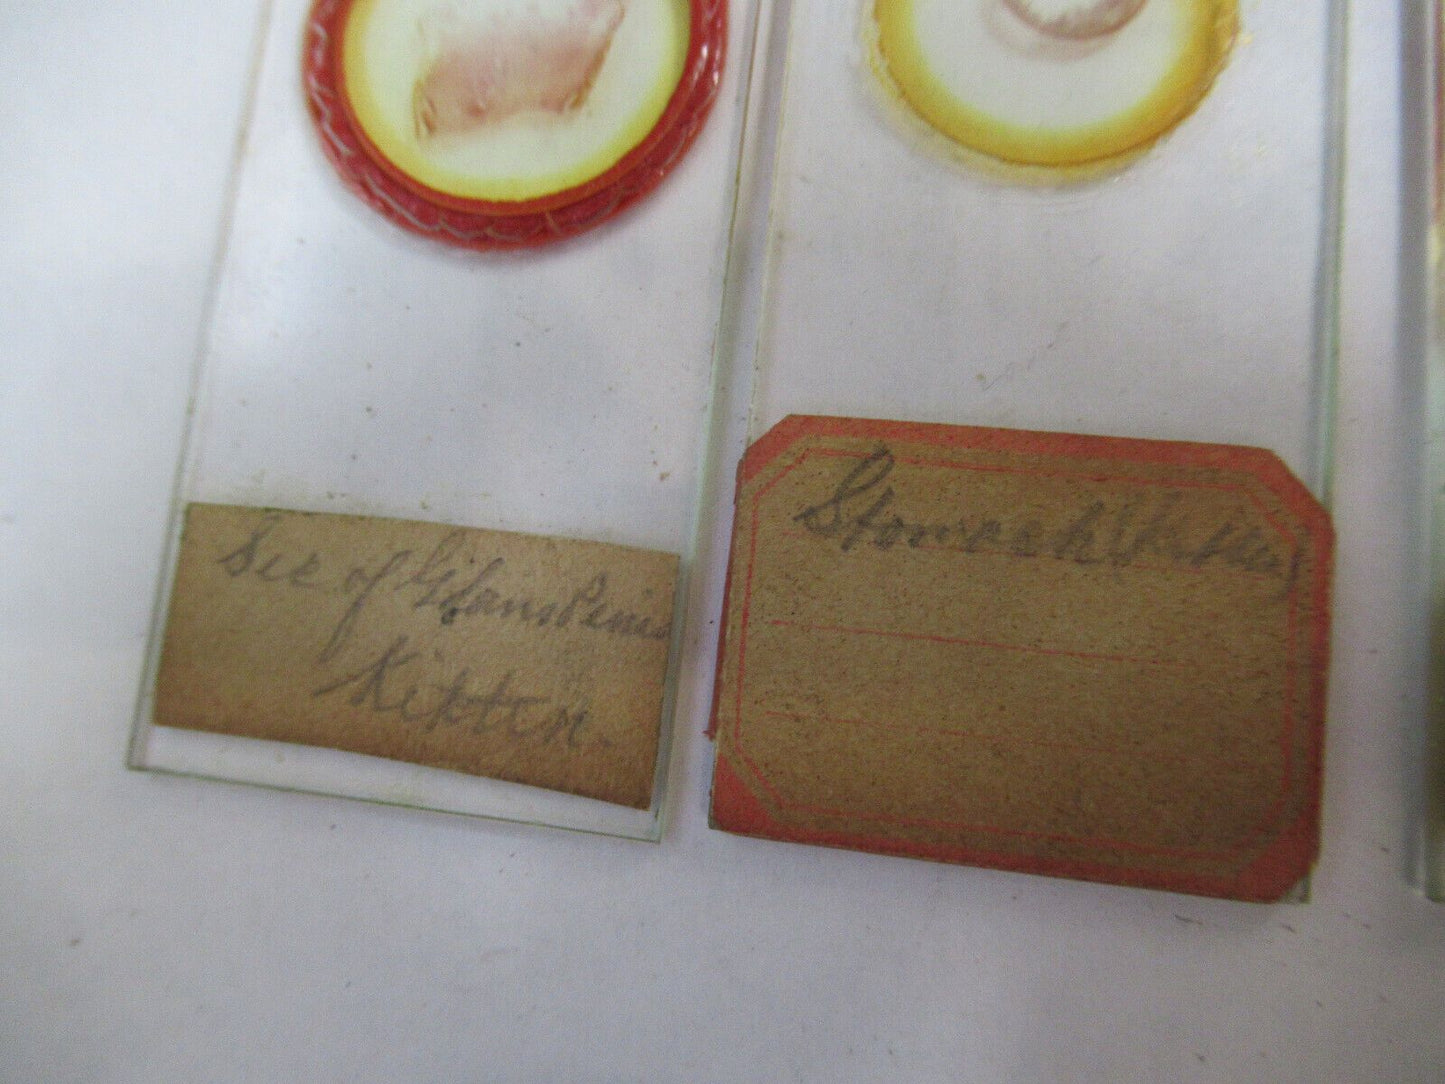 Sec of Glans Penis
Kitten.
Stomach (Kitten)